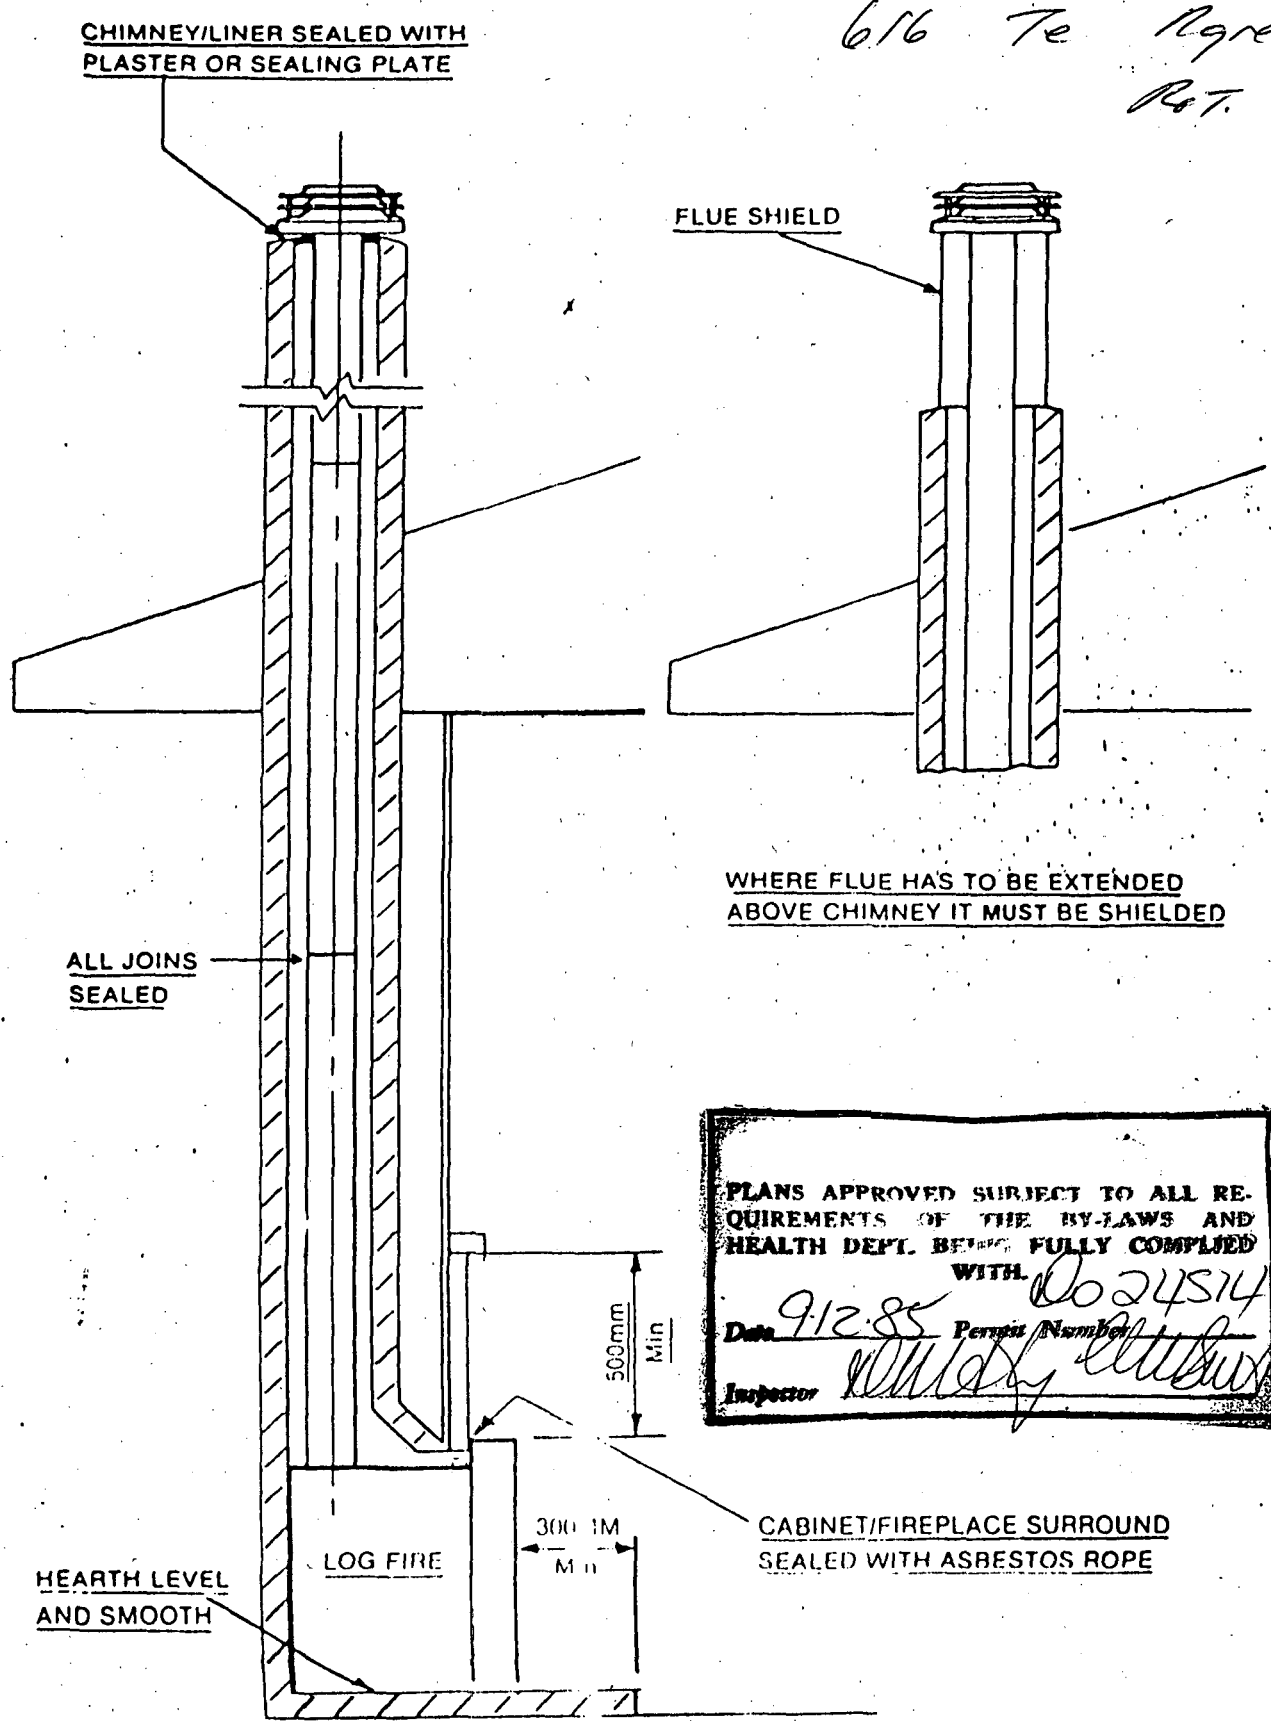 616 Te
CHIMNEY/LINER SEALED WITH
PLASTER OR SEALING PLATE
FLUE SHIELD
WHERE FLUE HAS TO BE EXTENDED
ABOVE CHIMNEY IT MUST BE SHIELDED
ALL JOINS
SEALED
PLANS APPROVED SUBJECT TO ALL RE-
QUIREMENTS OF THE BY-LAWS AND
HEALTH DEPT. BEING FULLY COMPLIED
WITH.
Date 9.12.85 Permit Number
Inspector
500mm
Min
300 MM
Min
LOG FIRE
CABINET/FIREPLACE SURROUND
SEALED WITH ASBESTOS ROPE
HEARTH LEVEL
AND SMOOTH